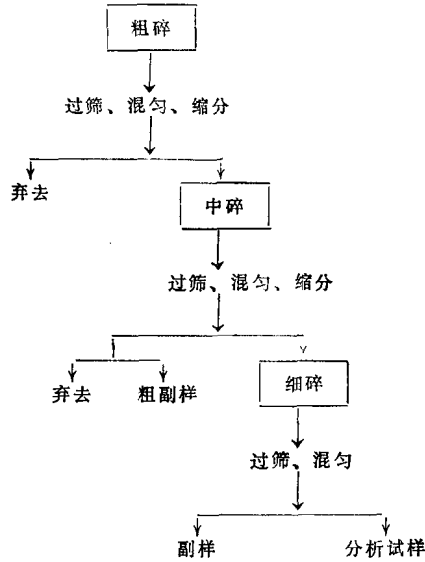 粗碎
过筛、混匀、缩分
弃去
中碎
过筛、混匀、缩分
弃去 粗副样
细碎
过筛、混匀
副样 分析试样